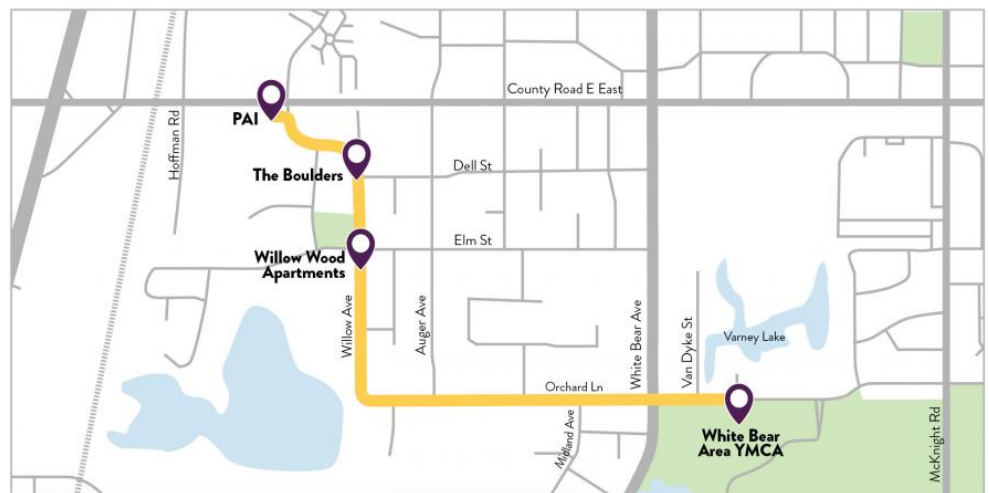 County Road E East
PAI
Hoffman Rd
The Boulders
Dell St
Elm St
Willow Wood
Apartments
Willow Ave
Auger Ave
White Bear Ave
Van Dyke St
Varney Lake
Orchard Ln
Midland Ave
White Bear
Area YMCA
McKnight Rd